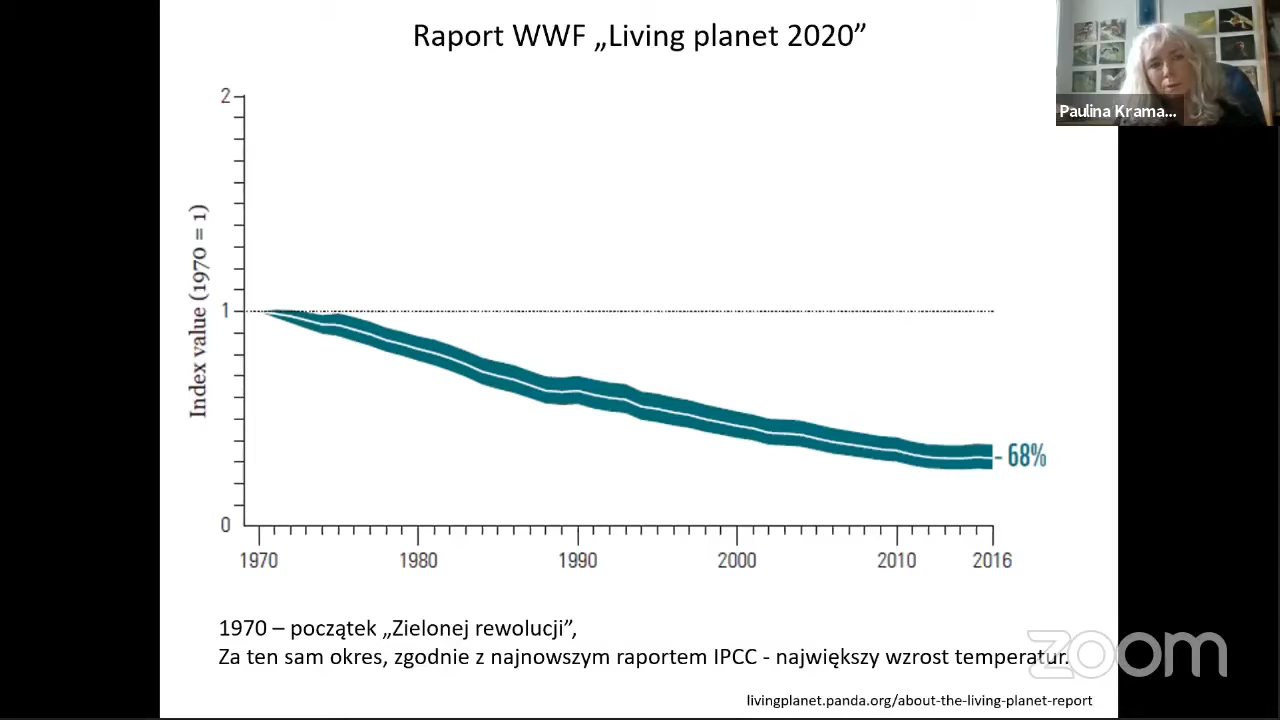 Raport WWF „Living planet 2020”
Paulina Krama...
2
Index value (1970 = 1)
1
- 68%
0
1970 1980 1990 2000 2010 2016
1970 – początek „Zielonej rewolucji”,
Za ten sam okres, zgodnie z najnowszym raportem IPCC - największy wzrost temperatur.
zoom
livingplanet.panda.org/about-the-living-planet-report